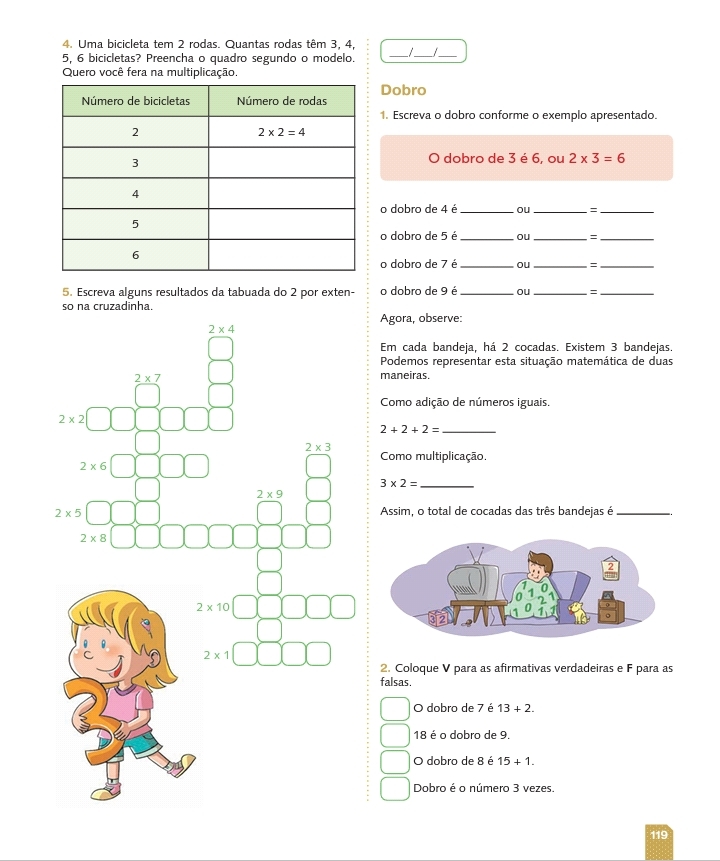 4. Uma bicicleta tem 2 rodas. Quantas rodas têm 3, 4,
5, 6 bicicletas? Preencha o quadro segundo o modelo.
Quero você fera na multiplicação.
Número de bicicletas Número de rodas
2 2 x 2 = 4
3
4
5
6
5. Escreva alguns resultados da tabuada do 2 por exten-
so na cruzadinha.
2 x 4
2 x 7
2 x 2
2 x 3
2 x 6
2 x 9
2 x 5
2 x 8
2 x 10
2 x 1
3
___/___/___
Dobro
1. Escreva o dobro conforme o exemplo apresentado.
O dobro de 3 é 6, ou 2 x 3 = 6
o dobro de 4 é ________ ou ________ = ________
o dobro de 5 é ________ ou ________ = ________
o dobro de 7 é ________ ou ________ = ________
o dobro de 9 é ________ ou ________ = ________
Agora, observe:
Em cada bandeja, há 2 cocadas. Existem 3 bandejas.
Podemos representar esta situação matemática de duas
maneiras.
Como adição de números iguais.
2 + 2 + 2 = ________
Como multiplicação.
3 x 2 = ________
Assim, o total de cocadas das três bandejas é ________.
2
3 2
2. Coloque V para as afirmativas verdadeiras e F para as
falsas.
O dobro de 7 é 13 + 2.
18 é o dobro de 9.
O dobro de 8 é 15 + 1.
Dobro é o número 3 vezes.
119